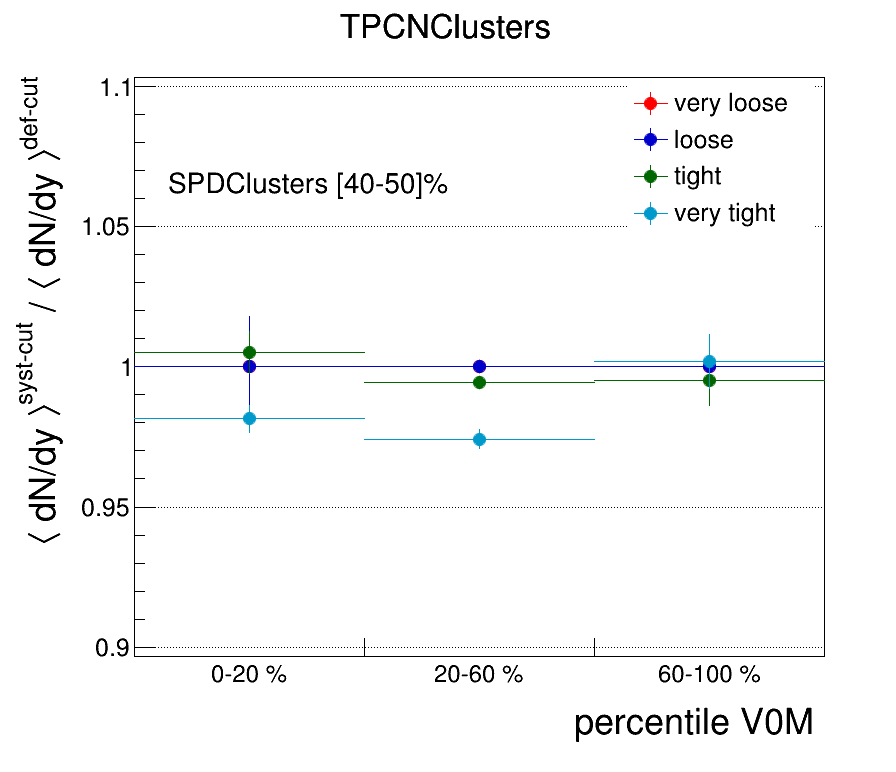 TPCNClusters
⟨ dN/dy ⟩^syst-cut / ⟨ dN/dy ⟩^def-cut
1.1
1.05
1
0.95
0.9
SPDClusters [40-50]%
very loose
loose
tight
very tight
0-20 % 20-60 % 60-100 %
percentile V0M